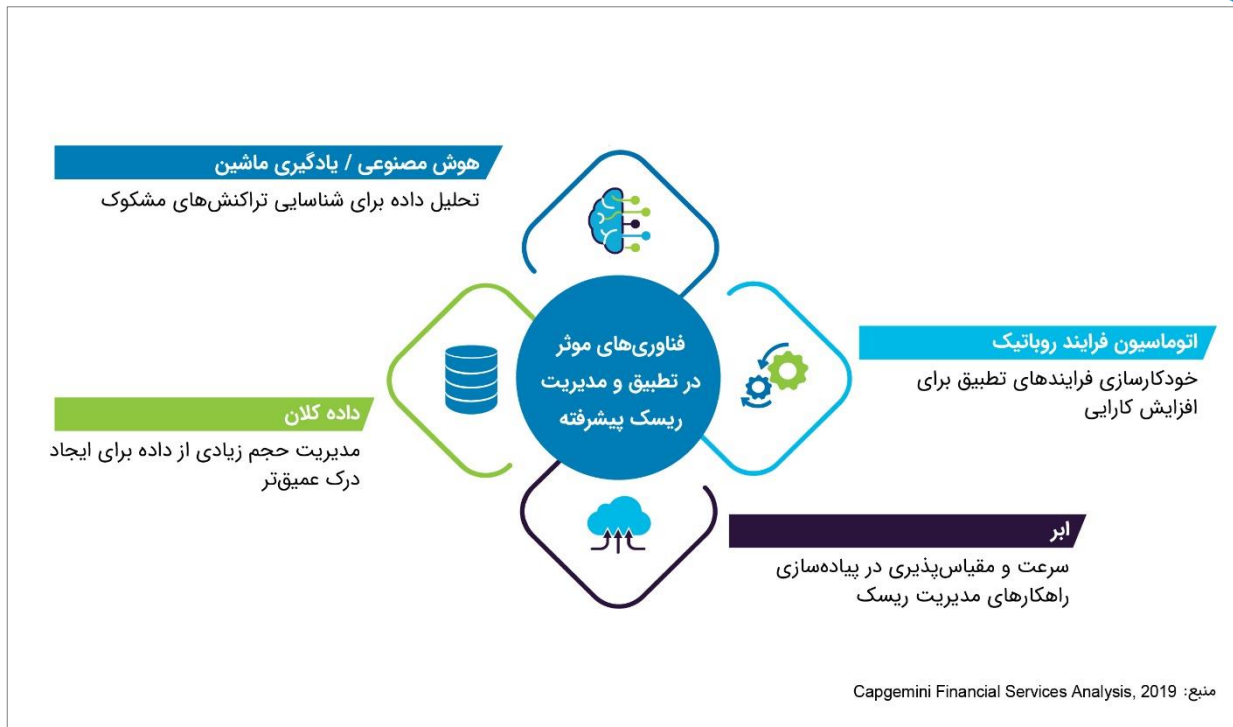 هوش مصنوعی / یادگیری ماشین
تحلیل داده برای شناسایی تراکنش‌های مشکوک
فناوری‌های موثر
در تطبیق و مدیریت
ریسک پیشرفته
اتوماسیون فرایند روباتیک
خودکارسازی فرایندهای تطبیق برای
افزایش کارایی
داده کلان
مدیریت حجم زیادی از داده برای ایجاد
درک عمیق‌تر
ابر
سرعت و مقیاس‌پذیری در پیاده‌سازی
راهکارهای مدیریت ریسک
منبع: Capgemini Financial Services Analysis, 2019